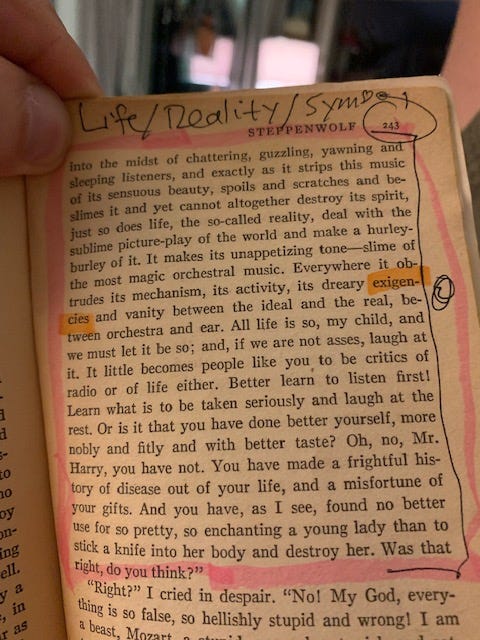 Life/Reality/Symbol
STEPPENWOLF 243
into the midst of chattering, guzzling, yawning and
sleeping listeners, and exactly as it strips this music
of its sensuous beauty, spoils and scratches and be-
slimes it and yet cannot altogether destroy its spirit,
just so does life, the so-called reality, deal with the
sublime picture-play of the world and make a hurley-
burley of it. It makes its unappetizing tone—slime of
the most magic orchestral music. Everywhere it ob-
trudes its mechanism, its activity, its dreary exigen-
cies and vanity between the ideal and the real, be-
tween orchestra and ear. All life is so, my child, and
we must let it be so; and, if we are not asses, laugh at
it. It little becomes people like you to be critics of
radio or of life either. Better learn to listen first!
Learn what is to be taken seriously and laugh at the
rest. Or is it that you have done better yourself, more
nobly and fitly and with better taste? Oh, no, Mr.
Harry, you have not. You have made a frightful his-
tory of disease out of your life, and a misfortune of
your gifts. And you have, as I see, found no better
use for so pretty, so enchanting a young lady than to
stick a knife into her body and destroy her. Was that
right, do you think?"
"Right?" I cried in despair. "No! My God, every-
thing is so false, so hellishly stupid and wrong! I am
a beast, Mozart, a stupid